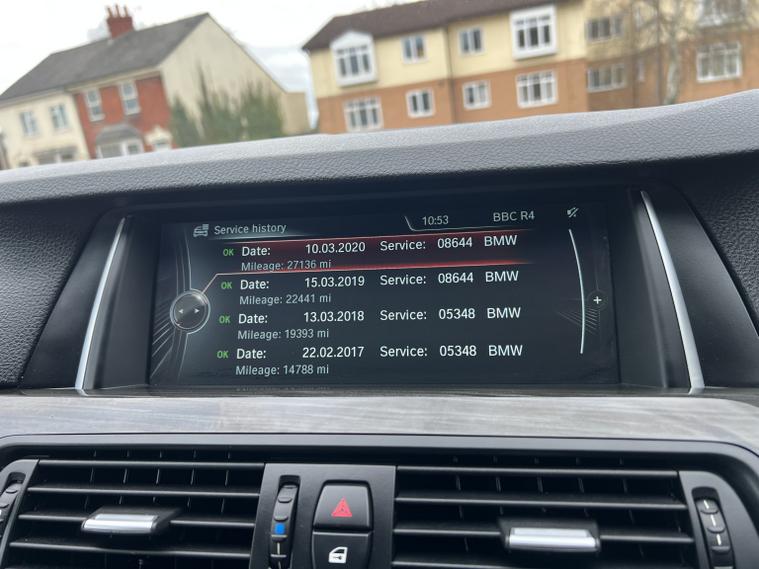 Service history 10:53 BBC R4
OK Date: 10.03.2020 Service: 08644 BMW
Mileage: 27136 mi
OK Date: 15.03.2019 Service: 08644 BMW
Mileage: 22441 mi
OK Date: 13.03.2018 Service: 05348 BMW
Mileage: 19393 mi
OK Date: 22.02.2017 Service: 05348 BMW
Mileage: 14788 mi